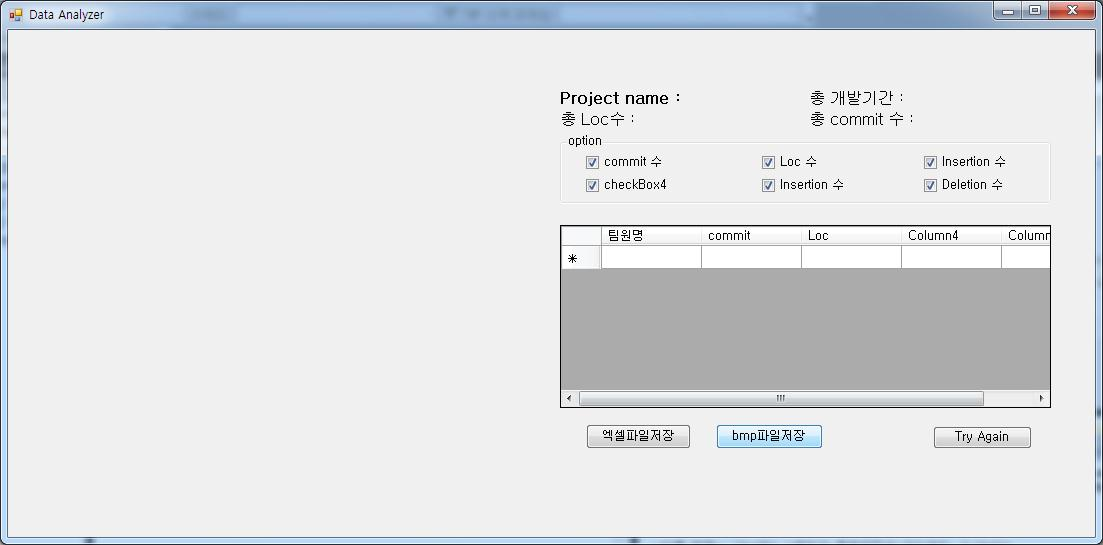 Data Analyzer
Project name : 총 개발기간 :
총 Loc수 : 총 commit 수 :
option
commit 수 Loc 수 Insertion 수
checkBox4 Insertion 수 Deletion 수
팀원명 commit Loc Column4 Column
엑셀파일저장 bmp파일저장 Try Again